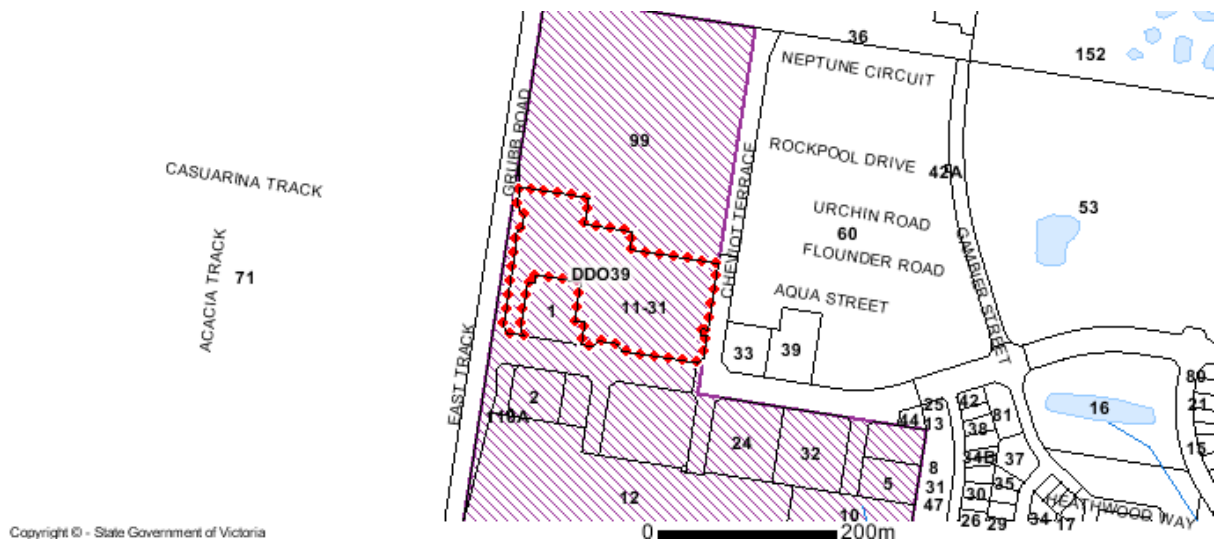 36
152
NEPTUNE CIRCUIT
GRUBB ROAD
99
ROCKPOOL DRIVE
42A
CASUARINA TRACK
CHEVIOT TERRACE
53
URCHIN ROAD
60
FLOUNDER ROAD
GAMBIER STREET
ACACIA TRACK
71
DDO39
11-31
1
AQUA STREET
33
39
EAST TRACK
2
110A
24
32
5
12
10
44
25
13
42
38
81
34B
37
8
31
47
30
35
26
29
34
17
HEATHWOOD WAY
16
80
21
15
Copyright © - State Government of Victoria
0
200m